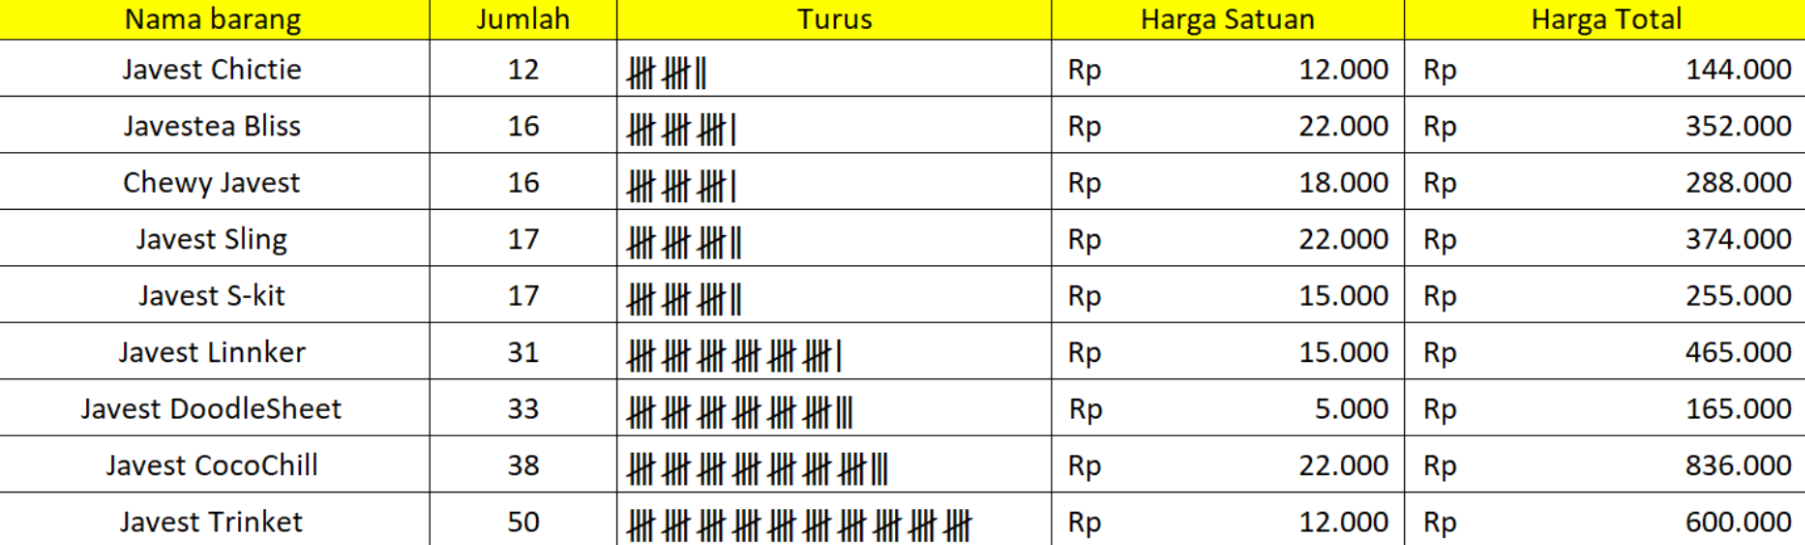 Nama barang Jumlah Turus Harga Satuan Harga Total
Javest Chictie 12 Rp 12.000 Rp 144.000
Javestea Bliss 16 Rp 22.000 Rp 352.000
Chewy Javest 16 Rp 18.000 Rp 288.000
Javest Sling 17 Rp 22.000 Rp 374.000
Javest S-kit 17 Rp 15.000 Rp 255.000
Javest Linnker 31 Rp 15.000 Rp 465.000
Javest DoodleSheet 33 Rp 5.000 Rp 165.000
Javest CocoChill 38 Rp 22.000 Rp 836.000
Javest Trinket 50 Rp 12.000 Rp 600.000